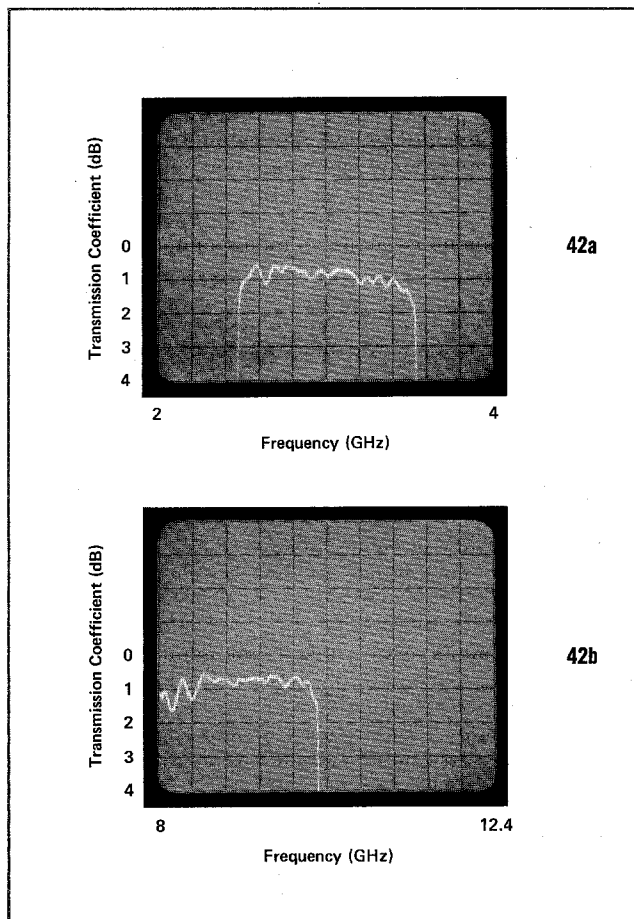 Transmission Coefficient (dB)
0
1
2
3
4
2
4
Frequency (GHz)
42a
Transmission Coefficient (dB)
0
1
2
3
4
8
12.4
Frequency (GHz)
42b